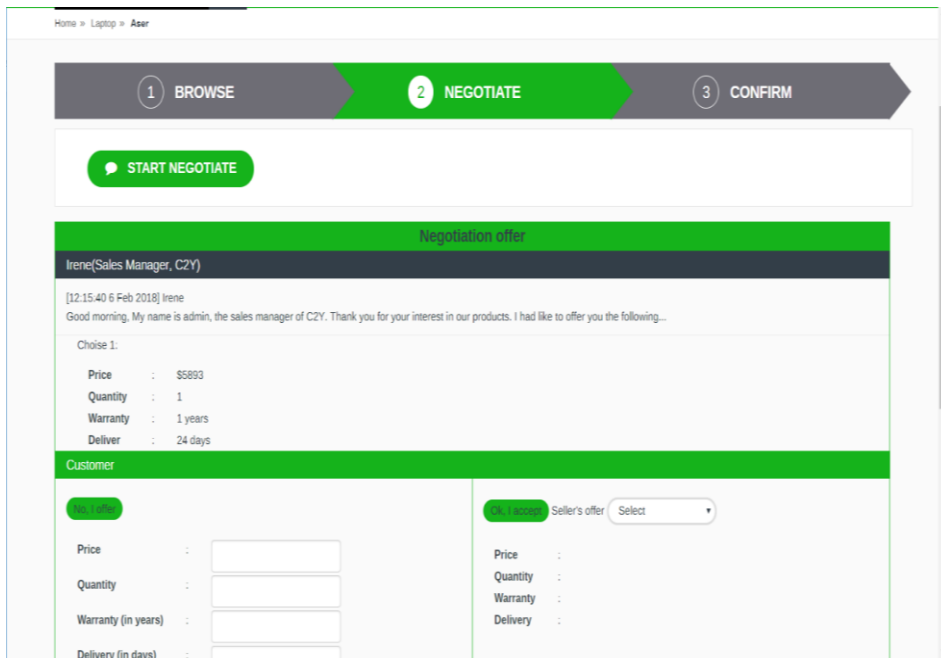 Home » Laptop » Aser
1 BROWSE 2 NEGOTIATE 3 CONFIRM
START NEGOTIATE
Negotiation offer
Irene(Sales Manager, C2Y)
[12:15:40 6 Feb 2018] Irene
Good morning, My name is admin, the sales manager of C2Y. Thank you for your interest in our products. I had like to offer you the following...
Choise 1:
Price : $5893
Quantity : 1
Warranty : 1 years
Deliver : 24 days
Customer
No, I offer
Price :
Quantity :
Warranty (in years) :
Delivery (in days) :
Ok, I accept Seller's offer Select
Price :
Quantity :
Warranty :
Delivery :